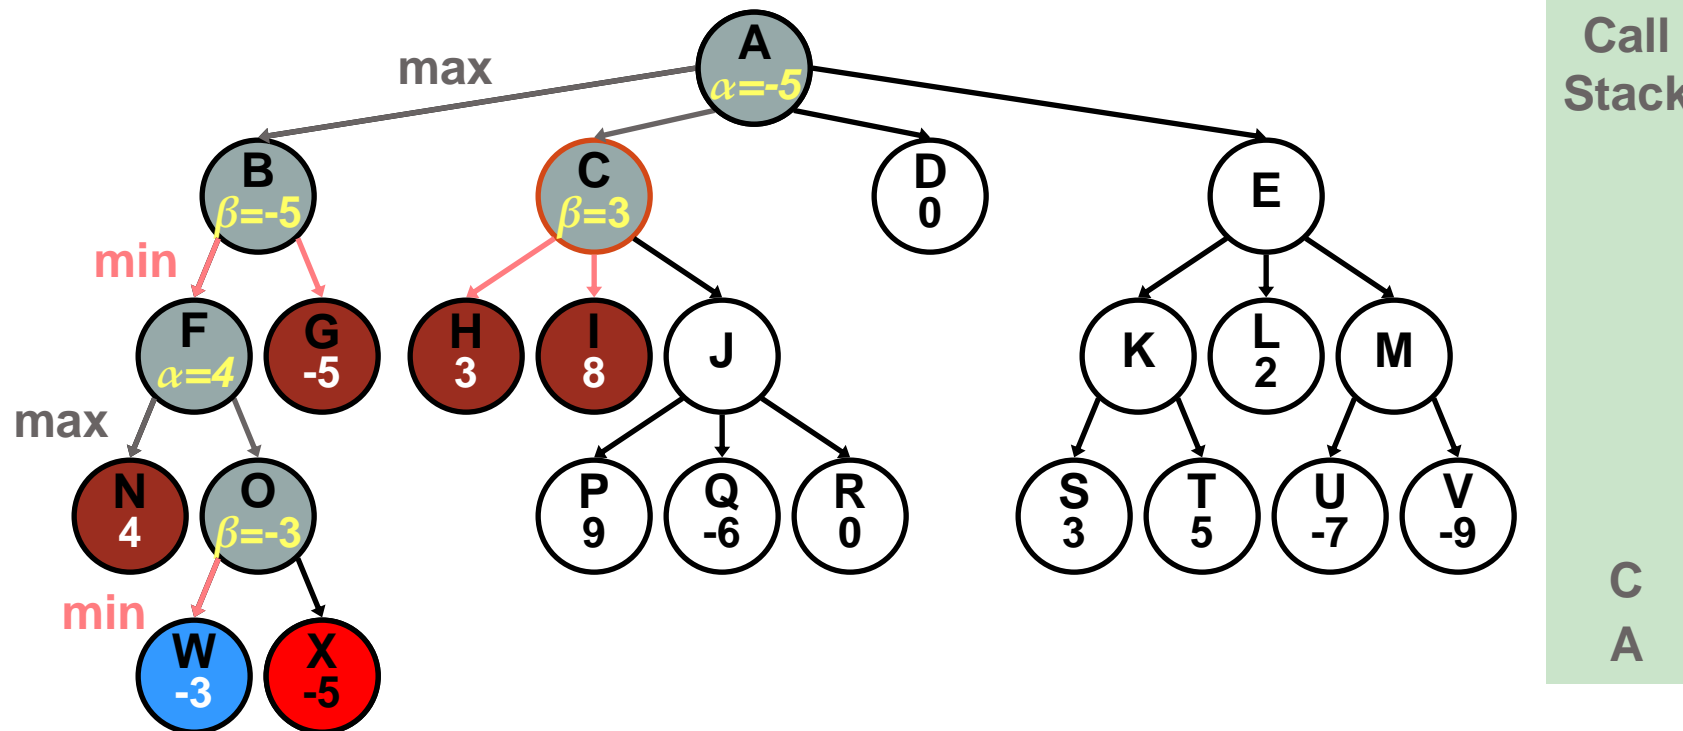 A
α=-5
max
B
β=-5
C
β=3
D
0
E
min
F
α=4
G
-5
H
3
I
8
J
K
L
2
M
max
N
4
O
β=-3
P
9
Q
-6
R
0
S
3
T
5
U
-7
V
-9
min
W
-3
X
-5
Call
Stack
C
A